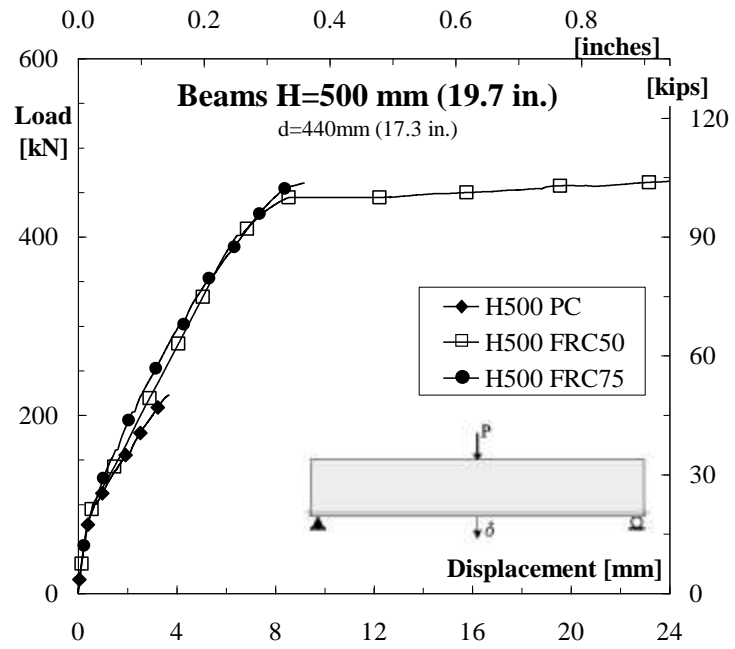 0.0 0.2 0.4 0.6 0.8
[inches]
600
Beams H=500 mm (19.7 in.)
[kips]
Load
[kN]
d=440mm (17.3 in.)
120
400
90
H500 PC
H500 FRC50
H500 FRC75
60
200
P
30
δ
Displacement [mm]
0
0
0 4 8 12 16 20 24